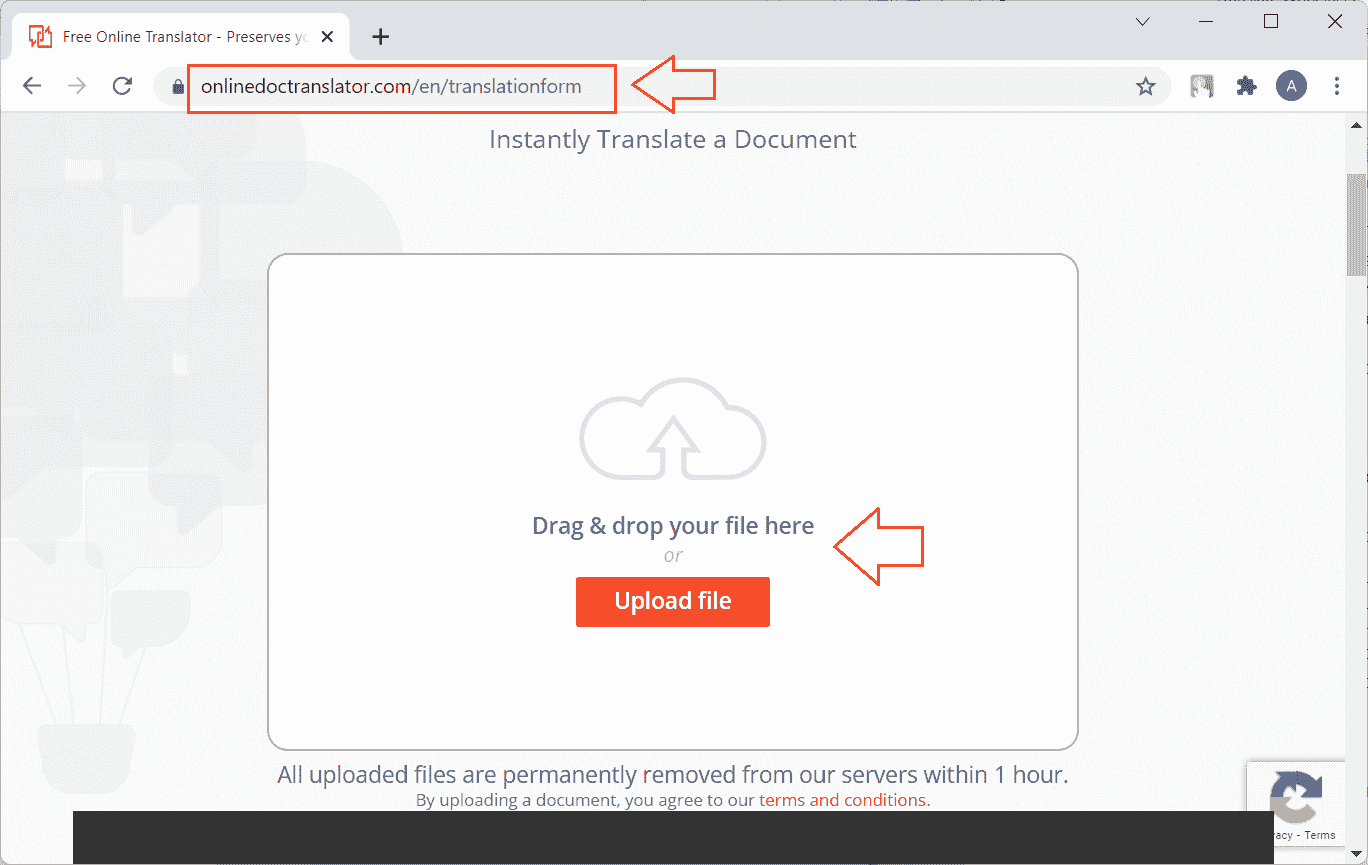 Free Online Translator - Preserves yo
onlinedoctranslator.com/en/translationform
A
Instantly Translate a Document
Drag & drop your file here
or
Upload file
All uploaded files are permanently removed from our servers within 1 hour.
By uploading a document, you agree to our terms and conditions.
acy - Terms